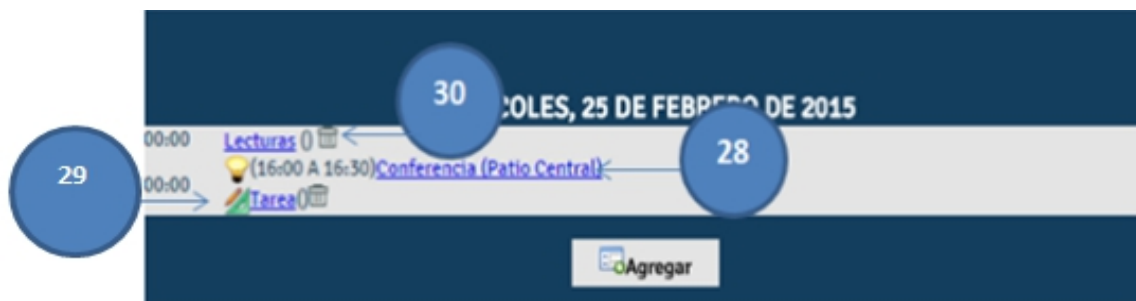 30
COLES, 25 DE FEBRERO DE 2015
00:00 Lecturas ()
28
(16:00 A 16:30)Conferencia (Patio Central)
29
00:00
Tarea()
Agregar